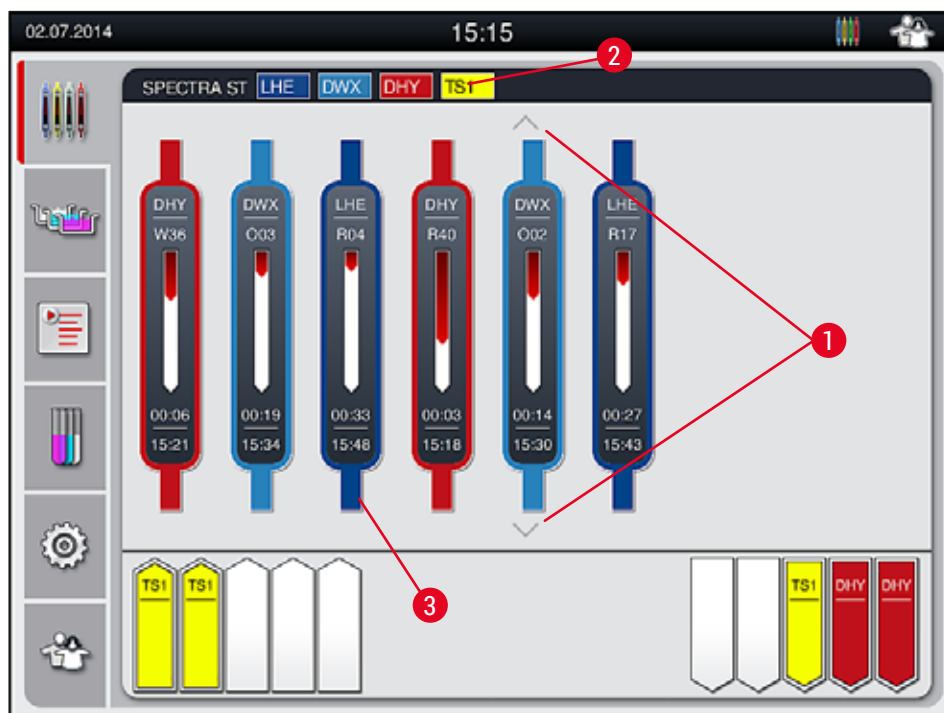 02.07.2014 15:15
2
SPECTRA ST LHE DWX DHY TS1
DHY DWX LHE DHY DWX LHE
W36 O03 R04 R40 O02 R17
1
00:06 00:19 00:33 00:03 00:14 00:27
15:21 15:34 15:48 15:18 15:30 15:43
TS1 TS1 TS1 DHY DHY
3